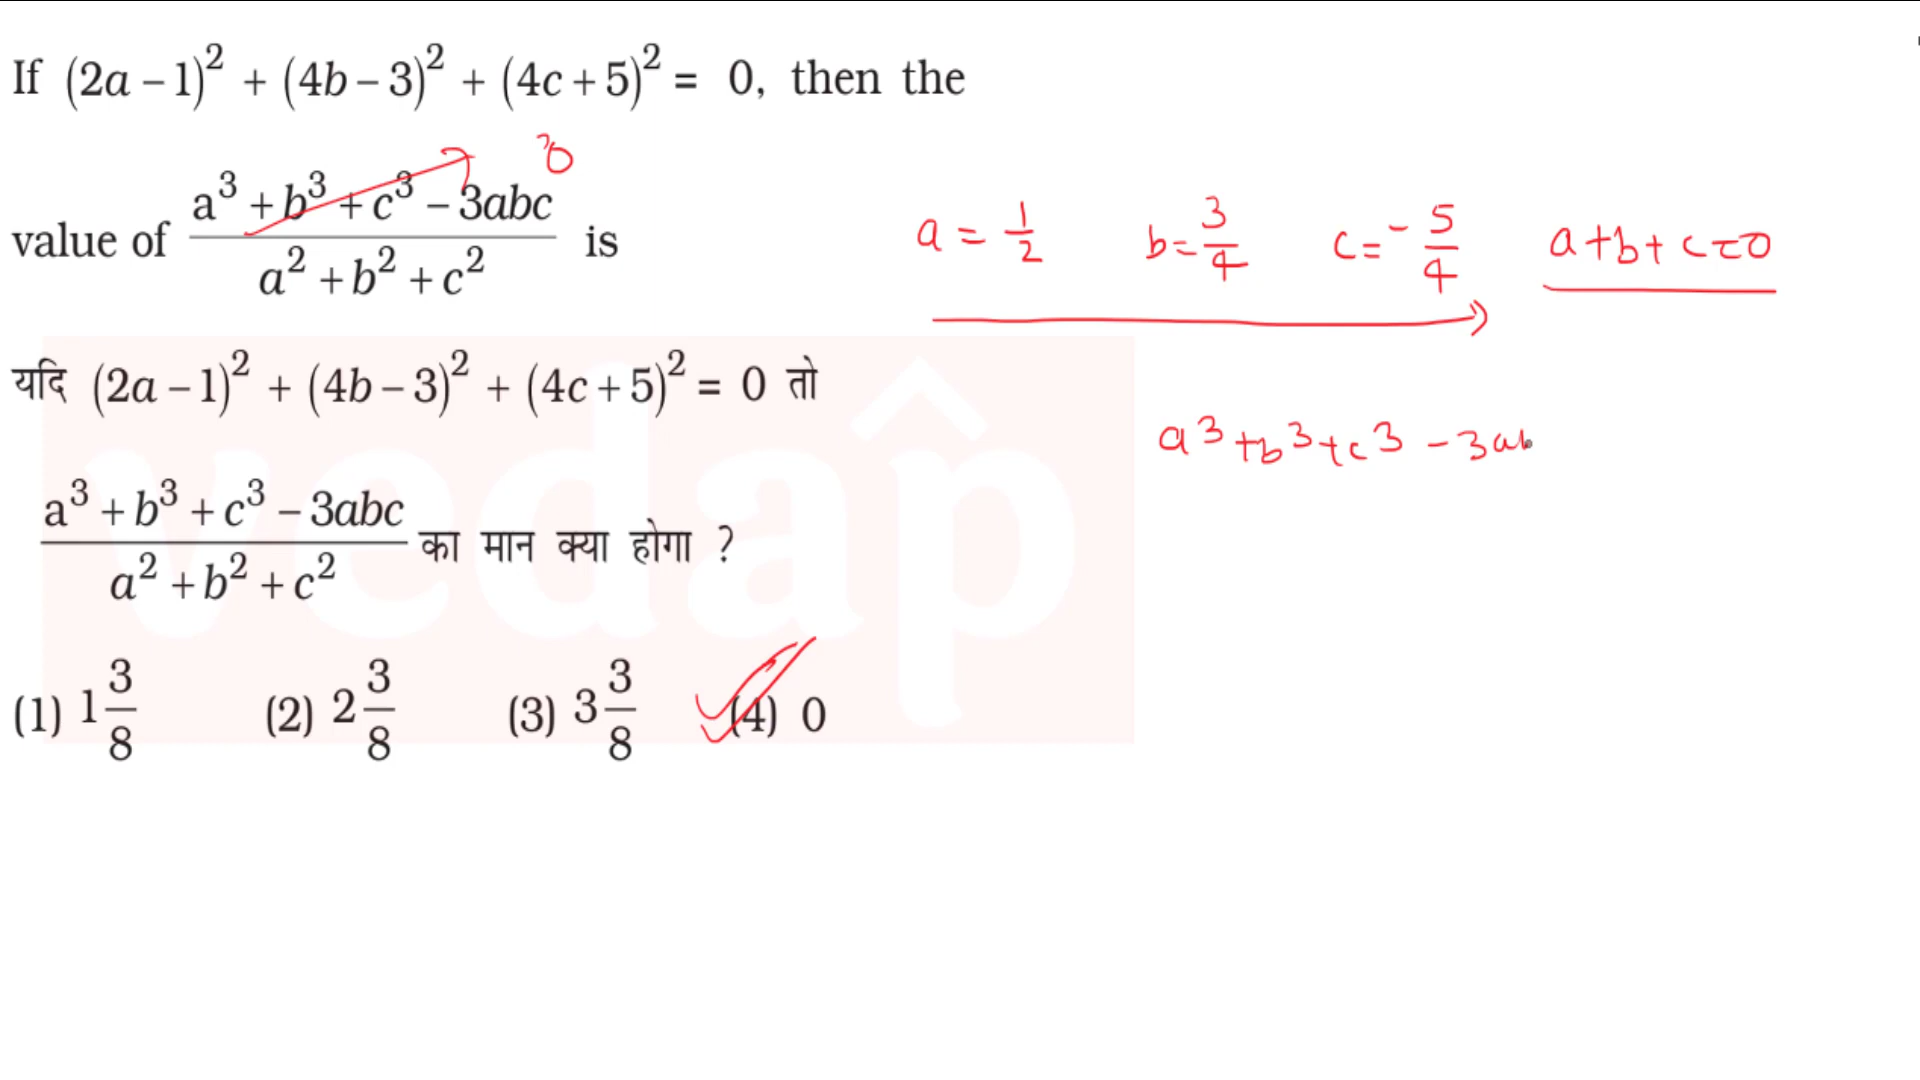 If (2a – 1)² + (4b – 3)² + (4c + 5)² = 0, then the
0
value of (a³ + b³ + c³ – 3abc)/(a² + b² + c²) is
a = 1/2 b = 3/4 c = -5/4 a+b+c=0
यदि (2a – 1)² + (4b – 3)² + (4c + 5)² = 0 तो
a³ +b³ +c³ - 3ab
(a³ + b³ + c³ – 3abc)/(a² + b² + c²) का मान क्या होगा ?
(1) 1 3/8 (2) 2 3/8 (3) 3 3/8 (4) 0
vedap